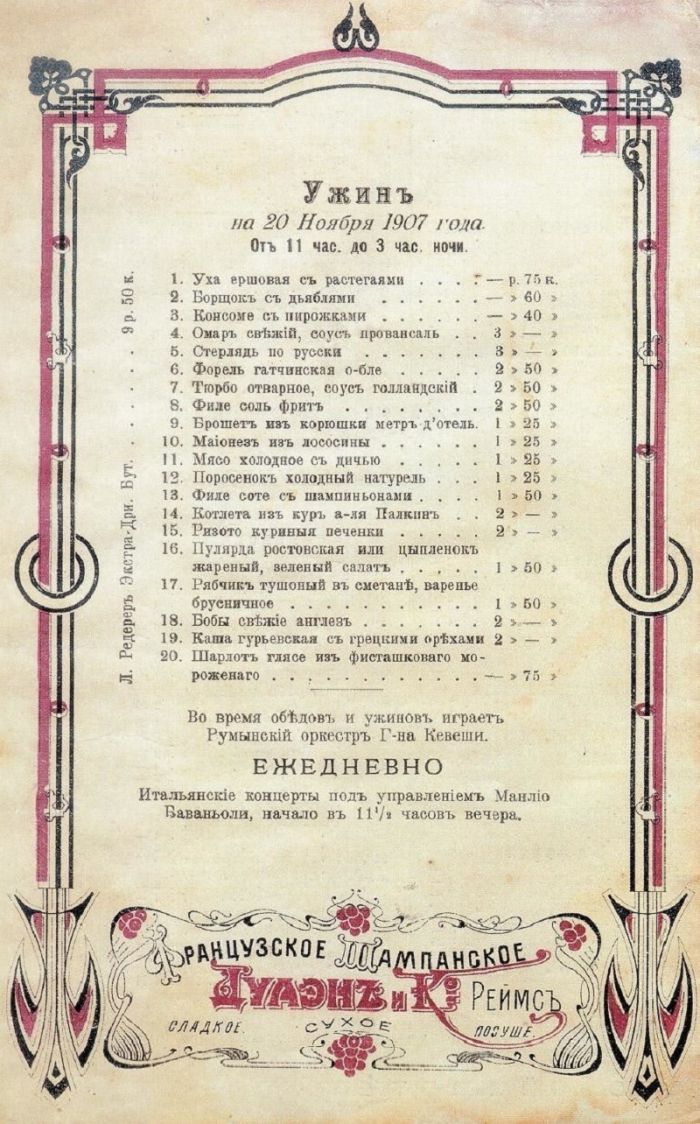 Ужинъ
на 20 Ноября 1907 года.
Отъ 11 час. до 3 час. ночи.
1. Уха ершовая съ растегаями . . . . — р. 75 к.
2. Борщокъ съ дьяблями . . . . . . — » 60 »
3. Консоме съ пирожками . . . . . — » 40 »
4. Омаръ свѣжій, соусъ провансаль . . 3 » — »
5. Стерлядь по русски . . . . . . . 3 » — »
6. Форель гатчинская о-бле . . . . . 2 » 50 »
7. Тюрбо отварное, соусъ голландскій . 2 » 50 »
8. Филе соль фритъ . . . . . . . . 2 » 50 »
9. Брошетъ изъ корюшки метръ д'отель. 1 » 25 »
10. Маіонезъ изъ лососины . . . . . . 1 » 25 »
11. Мясо холодное съ дичью . . . . . 1 » 25 »
12. Поросенокъ холодный натурель . . . 1 » 25 »
13. Филе соте съ шампиньонами . . . . 1 » 50 »
14. Котлета изъ куръ а-ля Палкинъ . . 2 » — »
15. Ризото куриныя печенки . . . . . 2 » — »
16. Пулярда ростовская или цыпленокъ
жареный, зеленый салатъ . . . . . 1 » 50 »
17. Рябчикъ тушоный въ сметанѣ, варенье
брусничное . . . . . . . . . . . 1 » 50 »
18. Бобы свѣжіе англезъ . . . . . . . 2 » — »
19. Каша гурьевская съ грецкими орѣхами 2 » — »
20. Шарлотъ глясе изъ фисташковаго мо-
роженаго . . . . . . . . . . . . — » 75 »
Л. Редереръ Экстра-Дри. Бут. . . . . . 9 р. 50 к.
Во время обѣдовъ и ужиновъ играетъ
Румынскій оркестръ Г-на Кевеши.
ЕЖЕДНЕВНО
Итальянскіе концерты подъ управленіемъ Манліо
Баваньоли, начало въ 11 1/2 часовъ вечера.
Французское Шампанское
Дулэнъ и Кнiо Реймсъ
СЛАДКОЕ. СУХОЕ ПОСУШЕ.